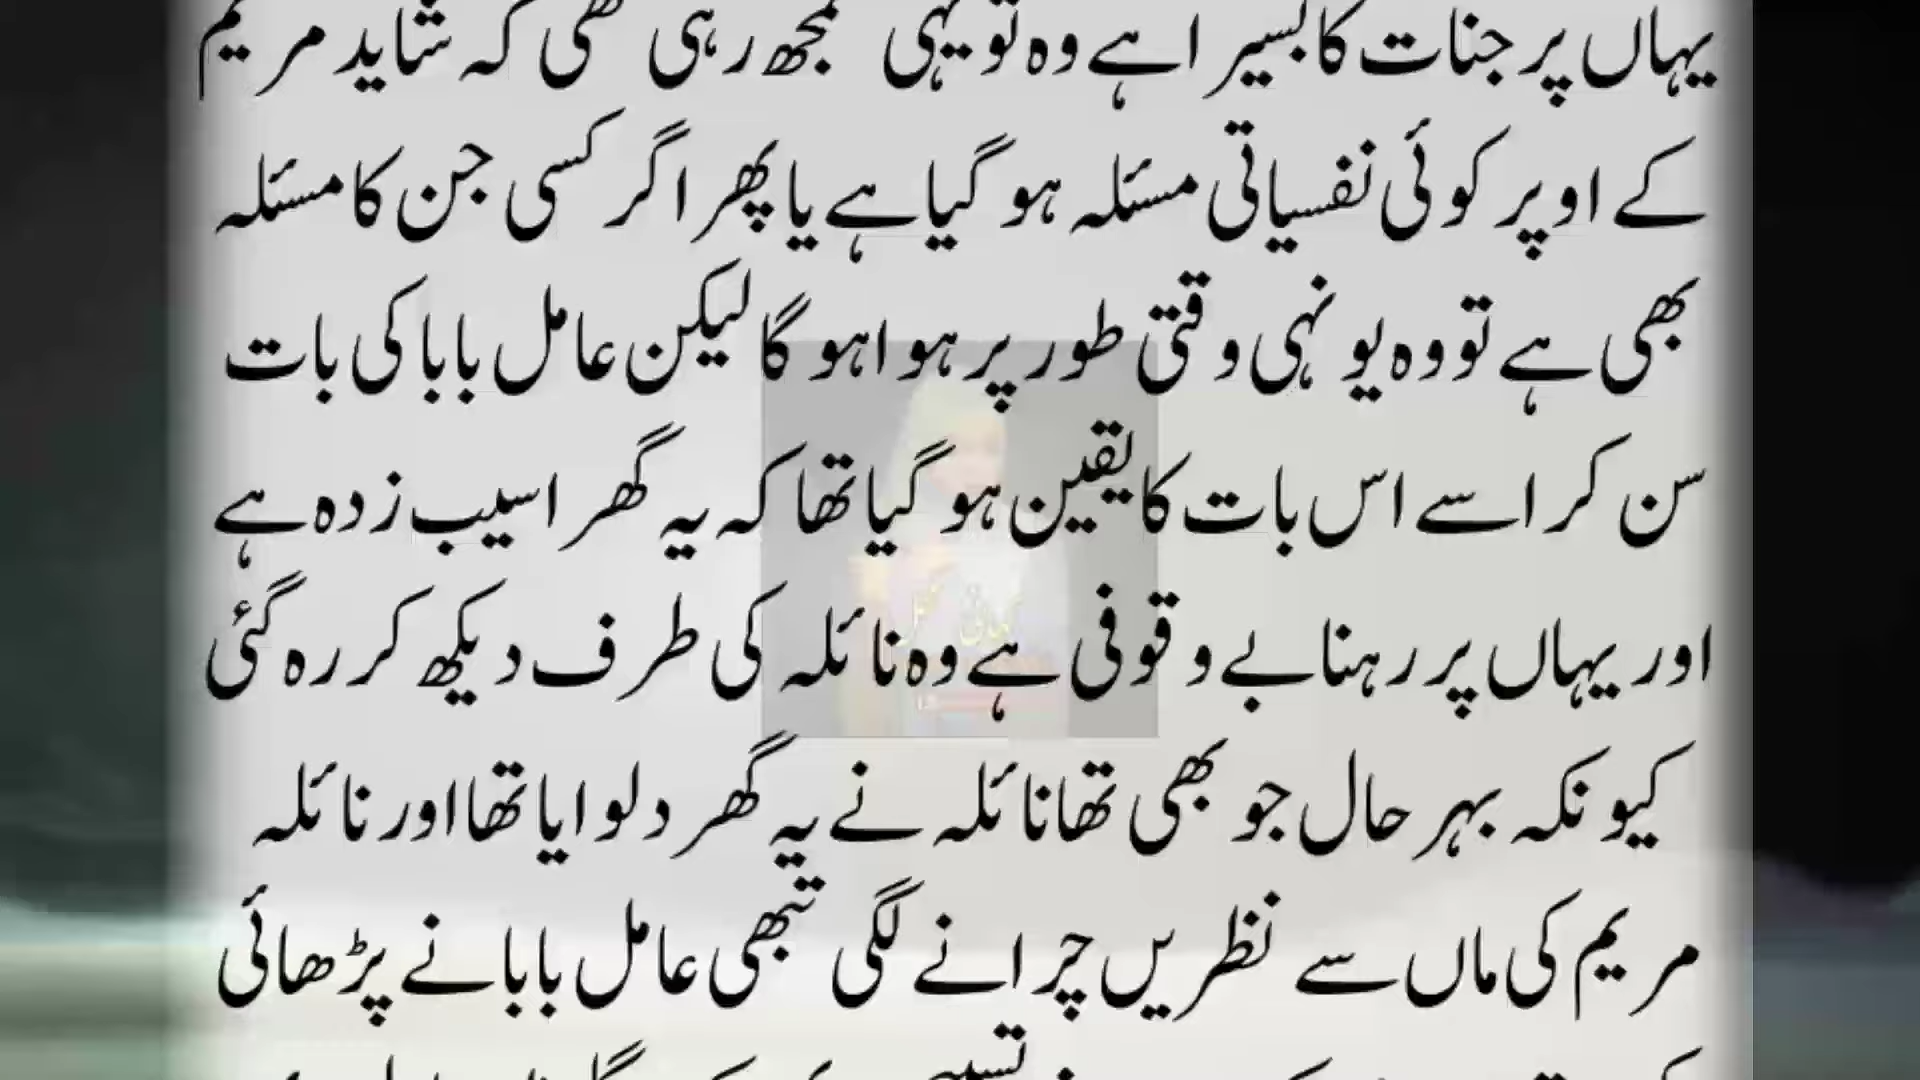 یہاں پر جنات کا بسیرا ہے وہ تو یہی سمجھ رہی تھی کہ شاید مریم
کے اوپر کوئی نفسیاتی مسئلہ ہو گیا ہے یا پھر اگر کسی جن کا مسئلہ
بھی ہے تو وہ یونہی وقتی طور پر ہوا ہو گا لیکن عامل بابا کی بات
سن کر اسے اس بات کا یقین ہو گیا تھا کہ یہ گھر اسیب زدہ ہے
اور یہاں پر رہنا بے وقوفی ہے وہ نائلہ کی طرف دیکھ کر رہ گئی
کیونکہ بہر حال جو بھی تھا نائلہ نے یہ گھر دلوایا تھا اور نائلہ
مریم کی ماں سے نظریں چرانے لگی تبھی عامل بابا نے پڑھائی